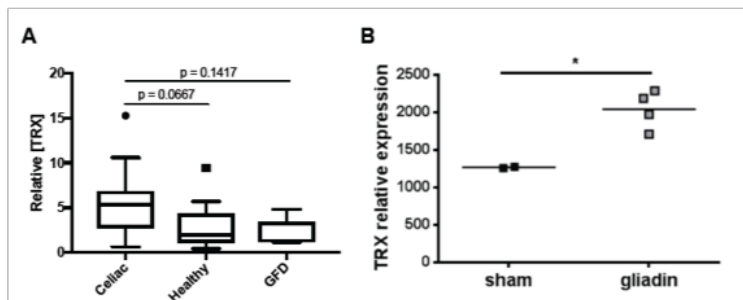 A
B
p = 0.1417
p = 0.0667
*
Relative [TRX]
20
15
10
5
0
Celiac
Healthy
GFD
TRX relative expression
2500
2000
1500
1000
500
0
sham
gliadin